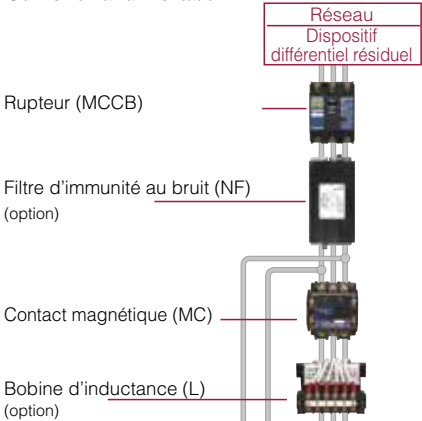 Réseau
Dispositif
différentiel résiduel
Rupteur (MCCB)
Filtre d'immunité au bruit (NF)
(option)
Contact magnétique (MC)
Bobine d'inductance (L)
(option)